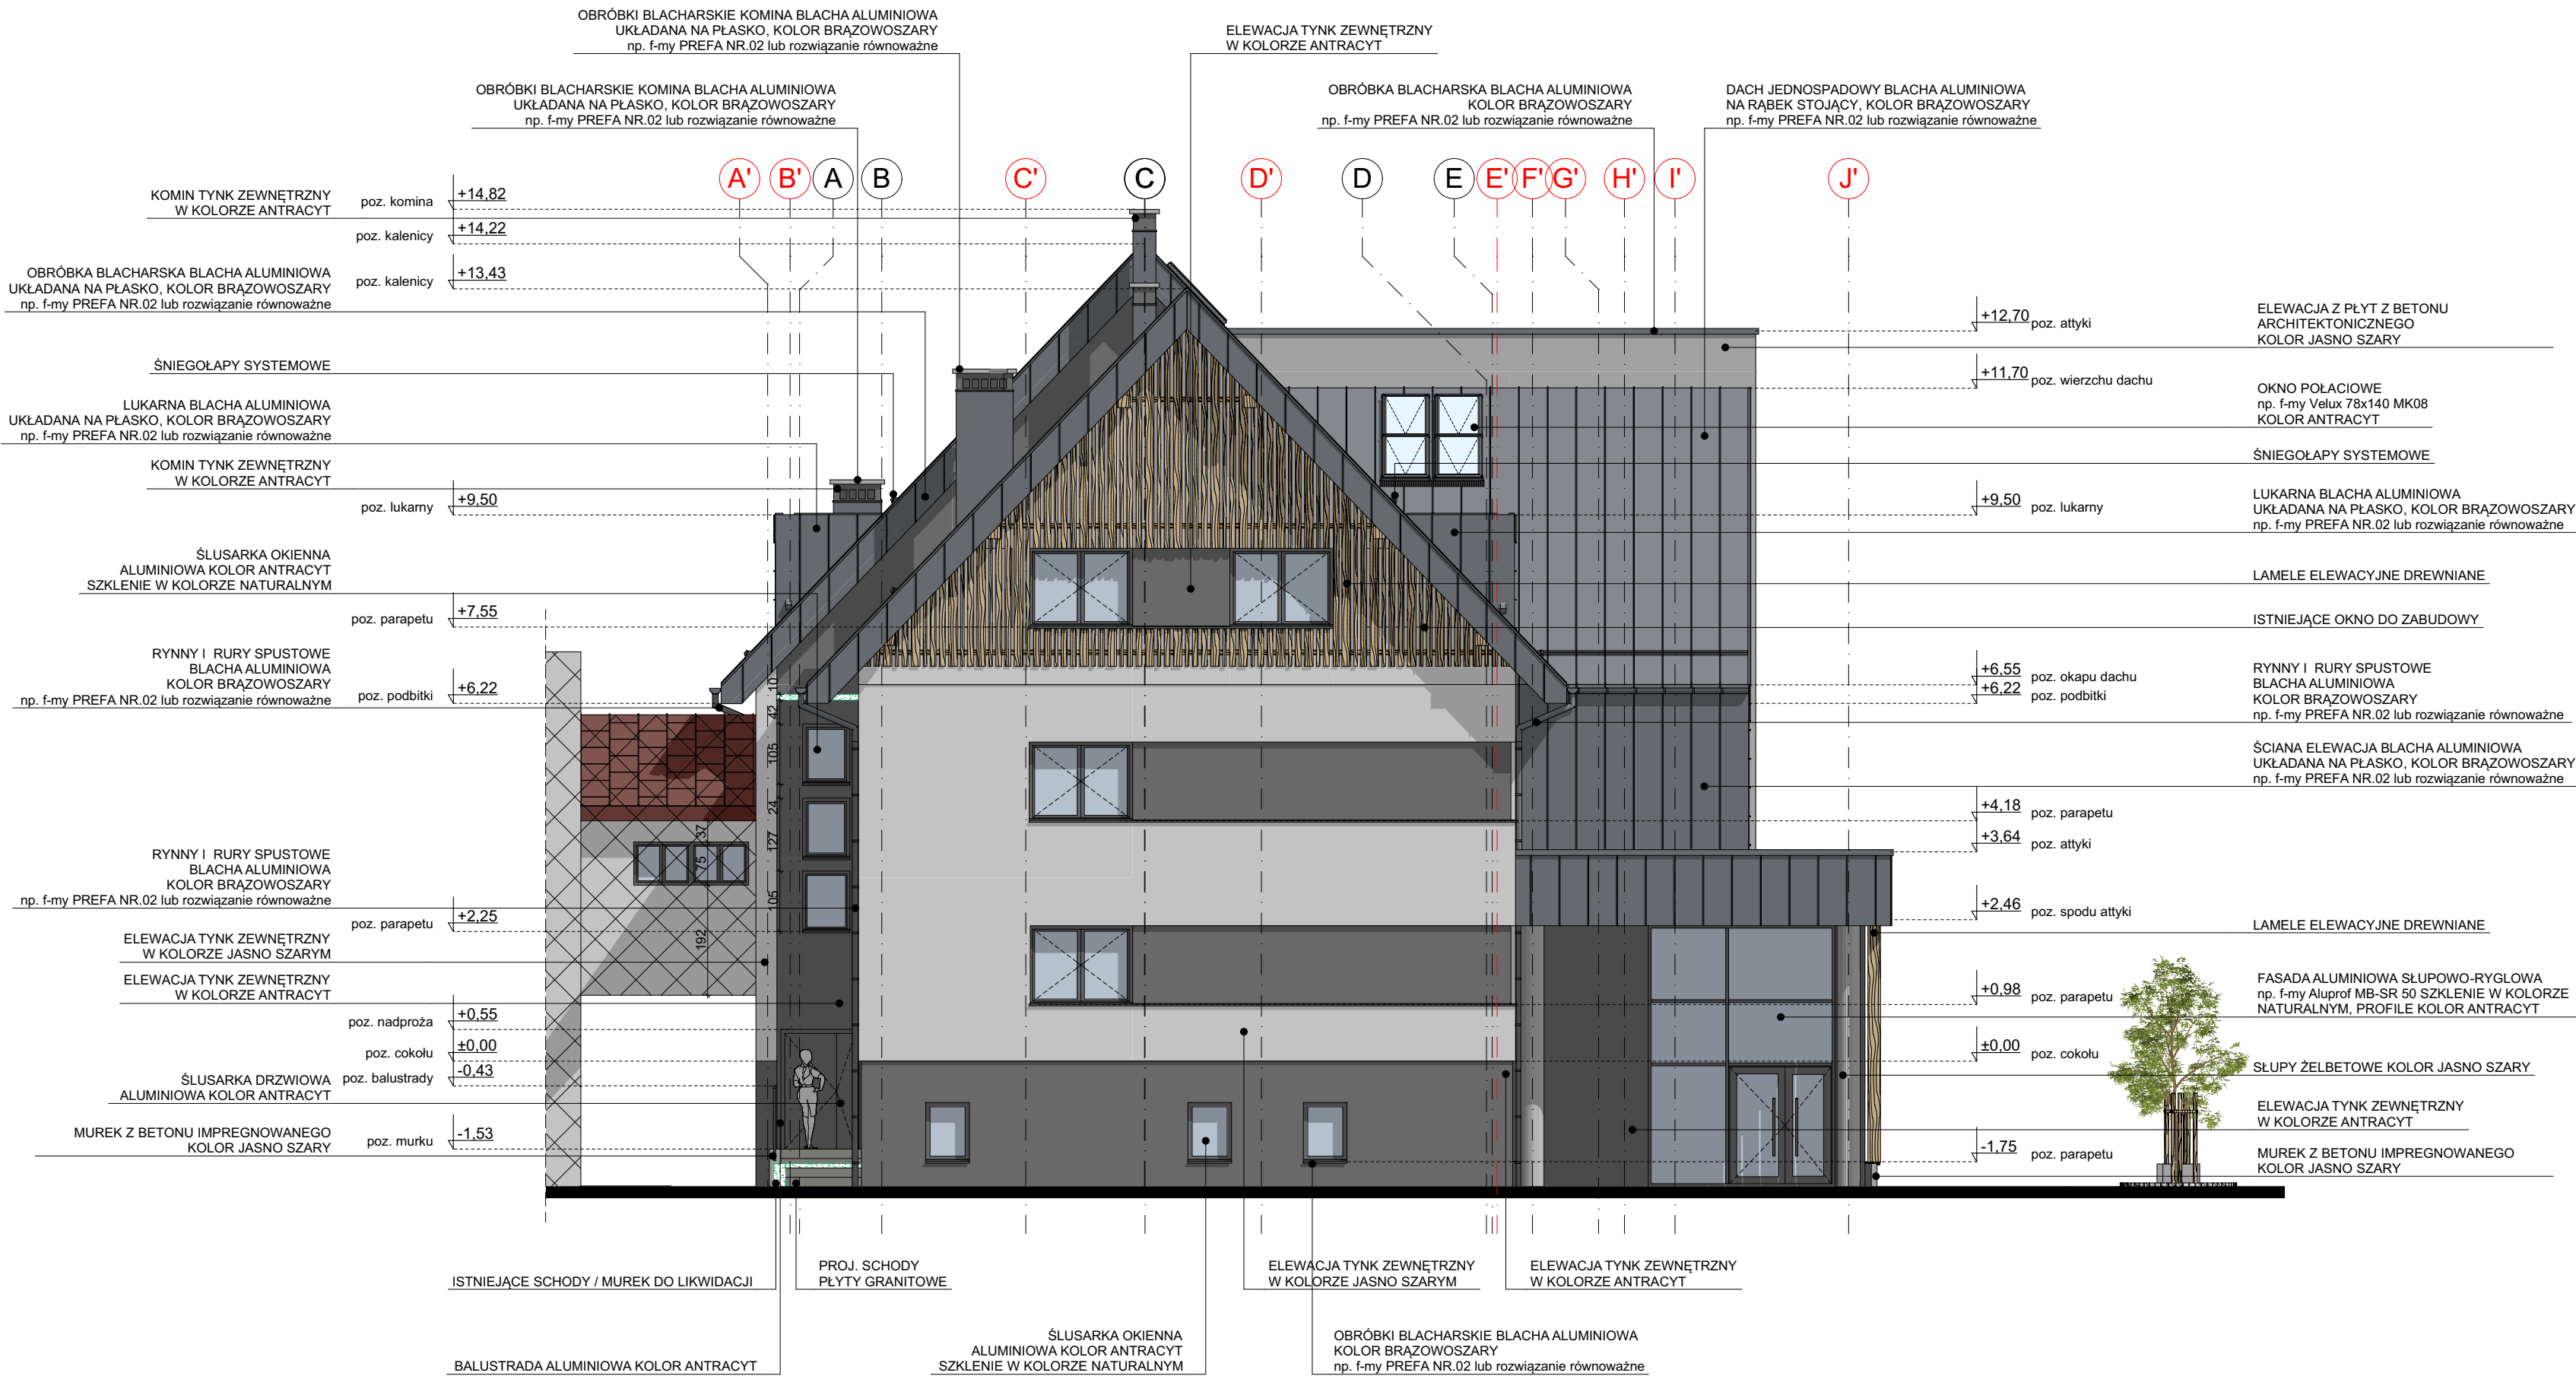 OBRÓBKI BLACHARSKIE KOMINA BLACHA ALUMINIOWA
UKŁADANA NA PŁASKO, KOLOR BRĄZOWOSZARY
np. f-my PREFA NR.02 lub rozwiązanie równoważne
ELEWACJA TYNK ZEWNĘTRZNY
W KOLORZE ANTRACYT
OBRÓBKI BLACHARSKIE KOMINA BLACHA ALUMINIOWA
UKŁADANA NA PŁASKO, KOLOR BRĄZOWOSZARY
np. f-my PREFA NR.02 lub rozwiązanie równoważne
OBRÓBKA BLACHARSKA BLACHA ALUMINIOWA
KOLOR BRĄZOWOSZARY
np. f-my PREFA NR.02 lub rozwiązanie równoważne
DACH JEDNOSPADOWY BLACHA ALUMINIOWA
NA RĄBEK STOJĄCY, KOLOR BRĄZOWOSZARY
np. f-my PREFA NR.02 lub rozwiązanie równoważne
A' B' A B C' C D' D E E' F' G' H' I' J'
KOMIN TYNK ZEWNĘTRZNY
W KOLORZE ANTRACYT
poz. komina +14,82
poz. kalenicy +14,22
OBRÓBKA BLACHARSKA BLACHA ALUMINIOWA
UKŁADANA NA PŁASKO, KOLOR BRĄZOWOSZARY
np. f-my PREFA NR.02 lub rozwiązanie równoważne
poz. kalenicy +13,43
ŚNIEGOŁAPY SYSTEMOWE
LUKARNA BLACHA ALUMINIOWA
UKŁADANA NA PŁASKO, KOLOR BRĄZOWOSZARY
np. f-my PREFA NR.02 lub rozwiązanie równoważne
KOMIN TYNK ZEWNĘTRZNY
W KOLORZE ANTRACYT
poz. lukarny +9,50
ŚLUSARKA OKIENNA
ALUMINIOWA KOLOR ANTRACYT
SZKLENIE W KOLORZE NATURALNYM
poz. parapetu +7,55
RYNNY I RURY SPUSTOWE
BLACHA ALUMINIOWA
KOLOR BRĄZOWOSZARY
np. f-my PREFA NR.02 lub rozwiązanie równoważne
poz. podbitki +6,22
RYNNY I RURY SPUSTOWE
BLACHA ALUMINIOWA
KOLOR BRĄZOWOSZARY
np. f-my PREFA NR.02 lub rozwiązanie równoważne
poz. parapetu +2,25
ELEWACJA TYNK ZEWNĘTRZNY
W KOLORZE JASNO SZARYM
ELEWACJA TYNK ZEWNĘTRZNY
W KOLORZE ANTRACYT
poz. nadproża +0,55
poz. cokołu ±0,00
poz. balustrady -0,43
ŚLUSARKA DRZWIOWA
ALUMINIOWA KOLOR ANTRACYT
MUREK Z BETONU IMPREGNOWANEGO
KOLOR JASNO SZARY
poz. murku -1,53
10
42
105
24
127
105
37
75
192
+12,70 poz. attyki
ELEWACJA Z PŁYT Z BETONU
ARCHITEKTONICZNEGO
KOLOR JASNO SZARY
+11,70 poz. wierzchu dachu
OKNO POŁACIOWE
np. f-my Velux 78x140 MK08
KOLOR ANTRACYT
ŚNIEGOŁAPY SYSTEMOWE
+9,50 poz. lukarny
LUKARNA BLACHA ALUMINIOWA
UKŁADANA NA PŁASKO, KOLOR BRĄZOWOSZARY
np. f-my PREFA NR.02 lub rozwiązanie równoważne
LAMELE ELEWACYJNE DREWNIANE
ISTNIEJĄCE OKNO DO ZABUDOWY
+6,55 poz. okapu dachu
+6,22 poz. podbitki
RYNNY I RURY SPUSTOWE
BLACHA ALUMINIOWA
KOLOR BRĄZOWOSZARY
np. f-my PREFA NR.02 lub rozwiązanie równoważne
ŚCIANA ELEWACJA BLACHA ALUMINIOWA
UKŁADANA NA PŁASKO, KOLOR BRĄZOWOSZARY
np. f-my PREFA NR.02 lub rozwiązanie równoważne
+4,18 poz. parapetu
+3,64 poz. attyki
+2,46 poz. spodu attyki
LAMELE ELEWACYJNE DREWNIANE
+0,98 poz. parapetu
FASADA ALUMINIOWA SŁUPOWO-RYGLOWA
np. f-my Aluprof MB-SR 50 SZKLENIE W KOLORZE
NATURALNYM, PROFILE KOLOR ANTRACYT
±0,00 poz. cokołu
SŁUPY ŻELBETOWE KOLOR JASNO SZARY
ELEWACJA TYNK ZEWNĘTRZNY
W KOLORZE ANTRACYT
-1,75 poz. parapetu
MUREK Z BETONU IMPREGNOWANEGO
KOLOR JASNO SZARY
ISTNIEJĄCE SCHODY / MUREK DO LIKWIDACJI
PROJ. SCHODY
PŁYTY GRANITOWE
ELEWACJA TYNK ZEWNĘTRZNY
W KOLORZE JASNO SZARYM
ELEWACJA TYNK ZEWNĘTRZNY
W KOLORZE ANTRACYT
BALUSTRADA ALUMINIOWA KOLOR ANTRACYT
ŚLUSARKA OKIENNA
ALUMINIOWA KOLOR ANTRACYT
SZKLENIE W KOLORZE NATURALNYM
OBRÓBKI BLACHARSKIE BLACHA ALUMINIOWA
KOLOR BRĄZOWOSZARY
np. f-my PREFA NR.02 lub rozwiązanie równoważne